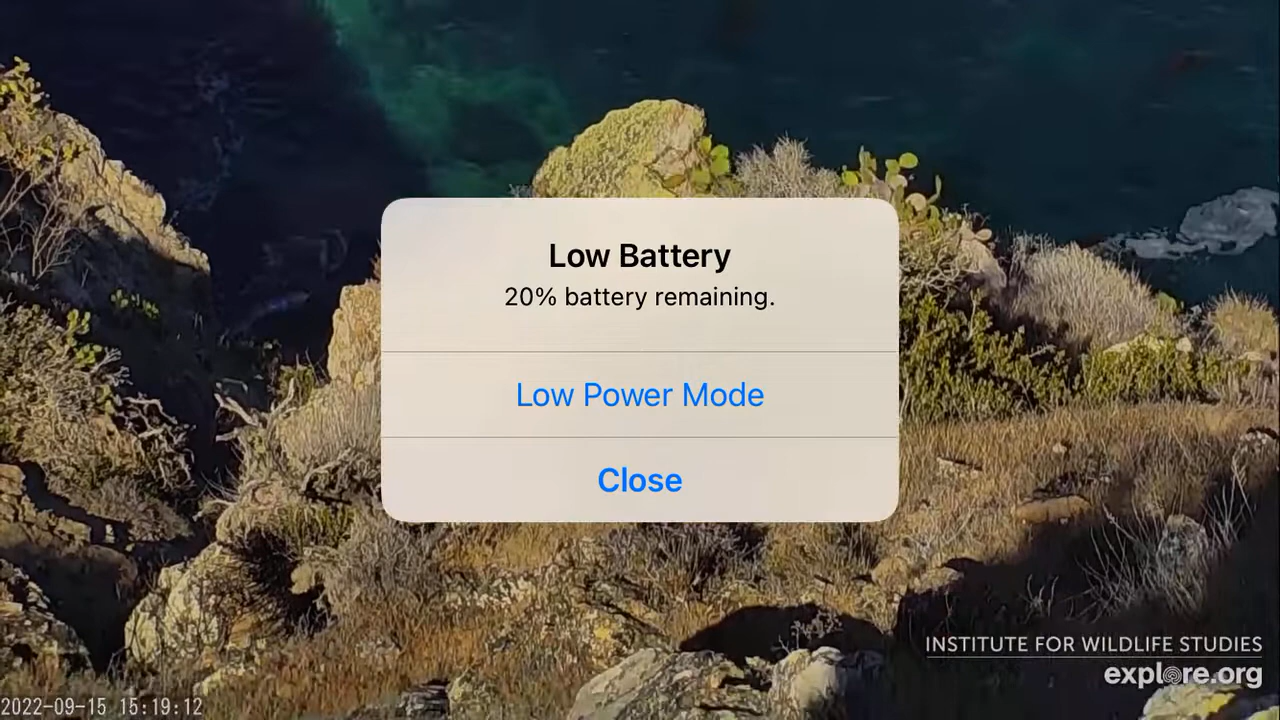 Low Battery
20% battery remaining.
Low Power Mode
Close
INSTITUTE FOR WILDLIFE STUDIES
explore.org
2022-09-15 15:19:12